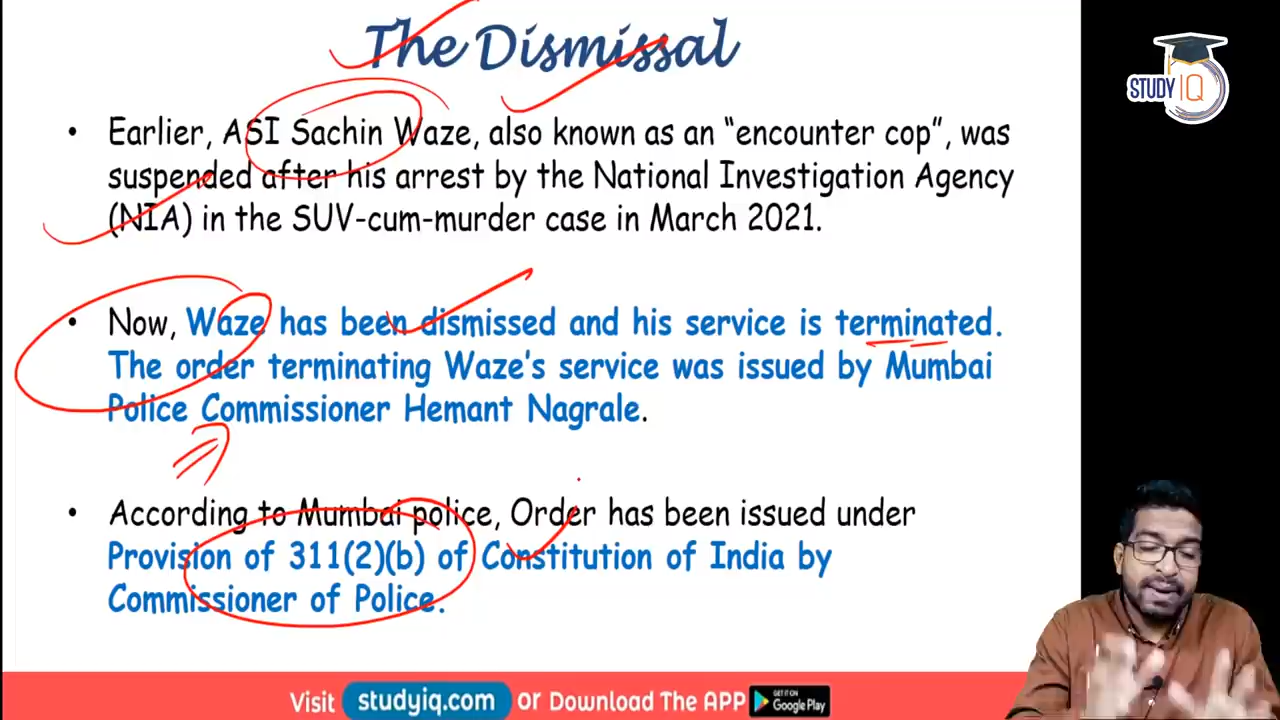 The Dismissal
STUDY IQ
• Earlier, ASI Sachin Waze, also known as an “encounter cop”, was
suspended after his arrest by the National Investigation Agency
(NIA) in the SUV-cum-murder case in March 2021.
• Now, Waze has been dismissed and his service is terminated.
The order terminating Waze’s service was issued by Mumbai
Police Commissioner Hemant Nagrale.
• According to Mumbai police, Order has been issued under
Provision of 311(2)(b) of Constitution of India by
Commissioner of Police.
Visit studyiq.com or Download The APP GET IT ON Google Play